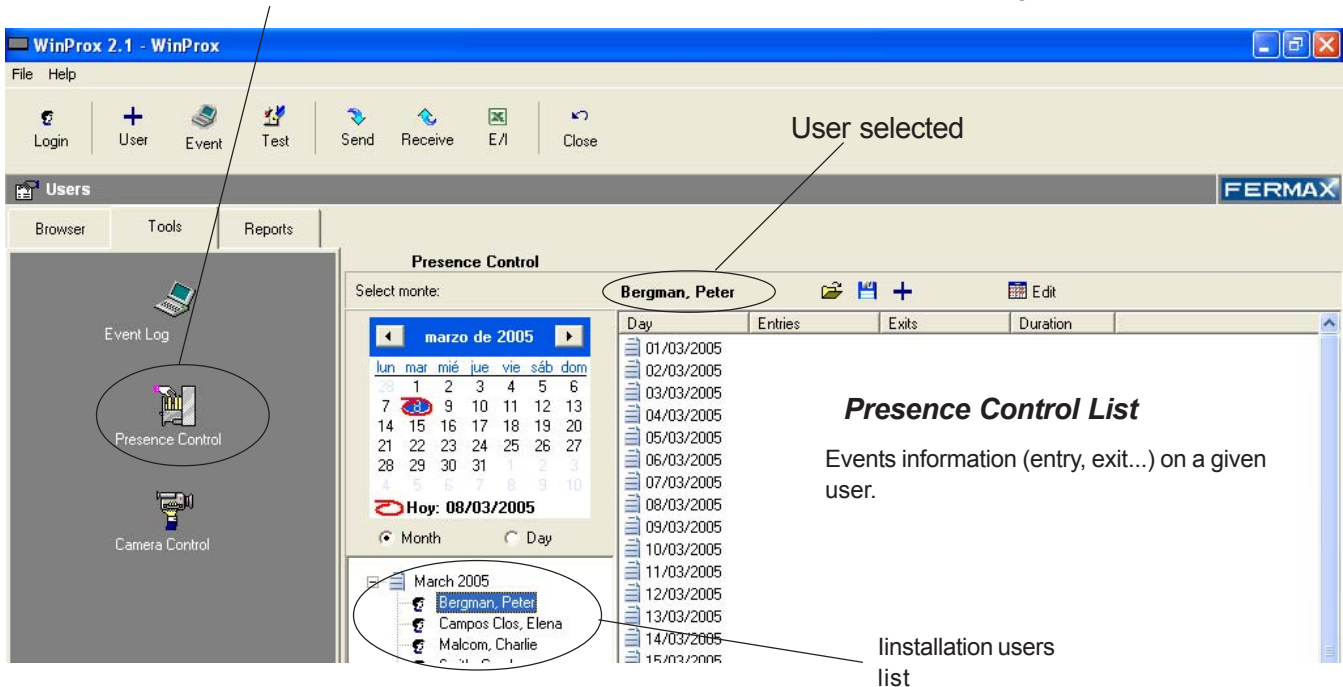 WinProx 2.1 - WinProx
File Help
Login User Event Test Send Receive E/I Close
User selected
Users
FERMAX
Browser Tools Reports
Presence Control
Select monte:
Bergman, Peter
Edit
Day Entries Exits Duration
Event Log
Presence Control
Camera Control
marzo de 2005
lun mar mié jue vie sáb dom
28 1 2 3 4 5 6
7 8 9 10 11 12 13
14 15 16 17 18 19 20
21 22 23 24 25 26 27
28 29 30 31 1 2 3
4 5 6 7 8 9 10
Hoy: 08/03/2005
Month Day
March 2005
Bergman, Peter
Campos Clos, Elena
Malcom, Charlie
01/03/2005
02/03/2005
03/03/2005
04/03/2005
05/03/2005
06/03/2005
07/03/2005
08/03/2005
09/03/2005
10/03/2005
11/03/2005
12/03/2005
13/03/2005
14/03/2005
15/03/2005
Presence Control List
Events information (entry, exit...) on a given
user.
Iinstallation users
list